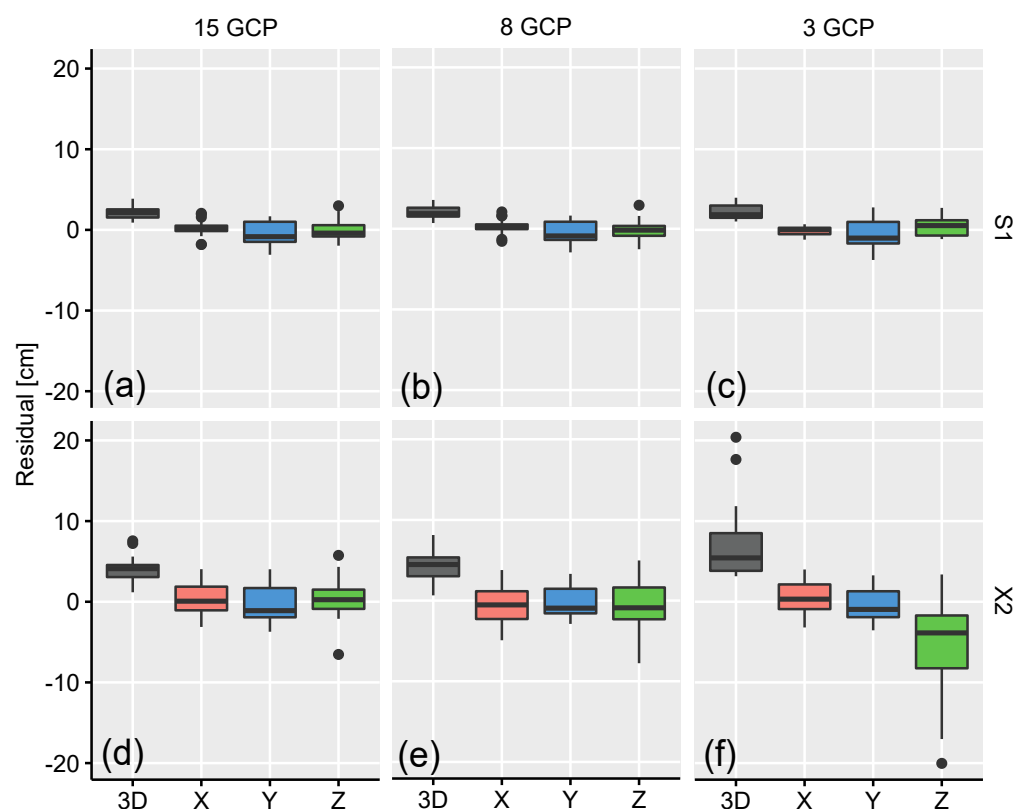 15 GCP 8 GCP 3 GCP
20
10
0
-10
-20
(a) (b) (c)
S1
Residual [cm]
20
10
0
-10
-20
(d) (e) (f)
X2
3D X Y Z 3D X Y Z 3D X Y Z